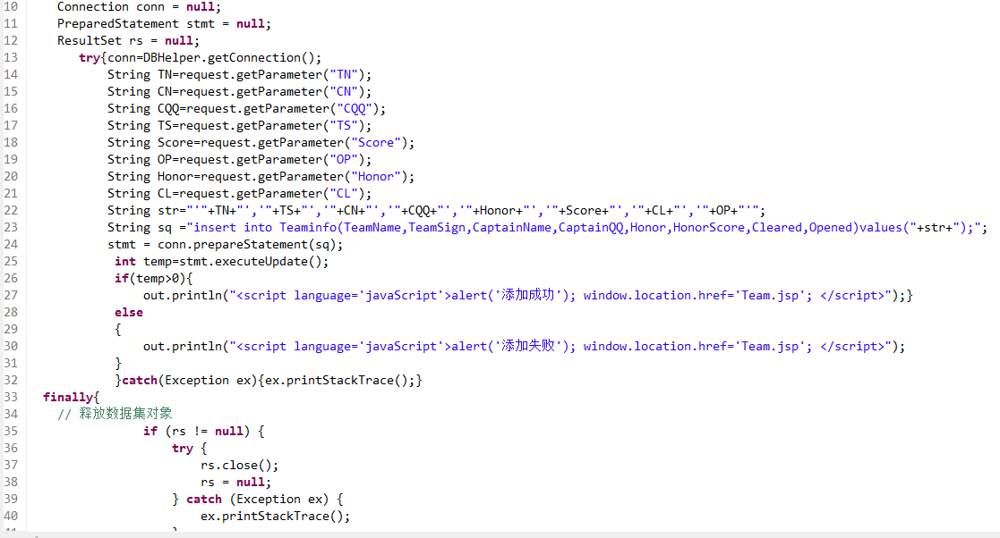 10 Connection conn = null;
11 PreparedStatement stmt = null;
12 ResultSet rs = null;
13 try{conn=DBHelper.getConnection();
14 String TN=request.getParameter("TN");
15 String CN=request.getParameter("CN");
16 String CQQ=request.getParameter("CQQ");
17 String TS=request.getParameter("TS");
18 String Score=request.getParameter("Score");
19 String OP=request.getParameter("OP");
20 String Honor=request.getParameter("Honor");
21 String CL=request.getParameter("CL");
22 String str="'"+TN+"','"+TS+"','"+CN+"','"+CQQ+"','"+Honor+"','"+Score+"','"+CL+"','"+OP+"'";
23 String sq ="insert into Teaminfo(TeamName,TeamSign,CaptainName,CaptainQQ,Honor,HonorScore,Cleared,Opened)values("+str+");";
24 stmt = conn.prepareStatement(sq);
25 int temp=stmt.executeUpdate();
26 if(temp>0){
27 out.println("<script language='javaScript'>alert('添加成功'); window.location.href='Team.jsp'; </script>");}
28 else
29 {
30 out.println("<script language='javaScript'>alert('添加失败'); window.location.href='Team.jsp'; </script>");
31 }
32 }catch(Exception ex){ex.printStackTrace();}
33 finally{
34 // 释放数据集对象
35 if (rs != null) {
36 try {
37 rs.close();
38 rs = null;
39 } catch (Exception ex) {
40 ex.printStackTrace();